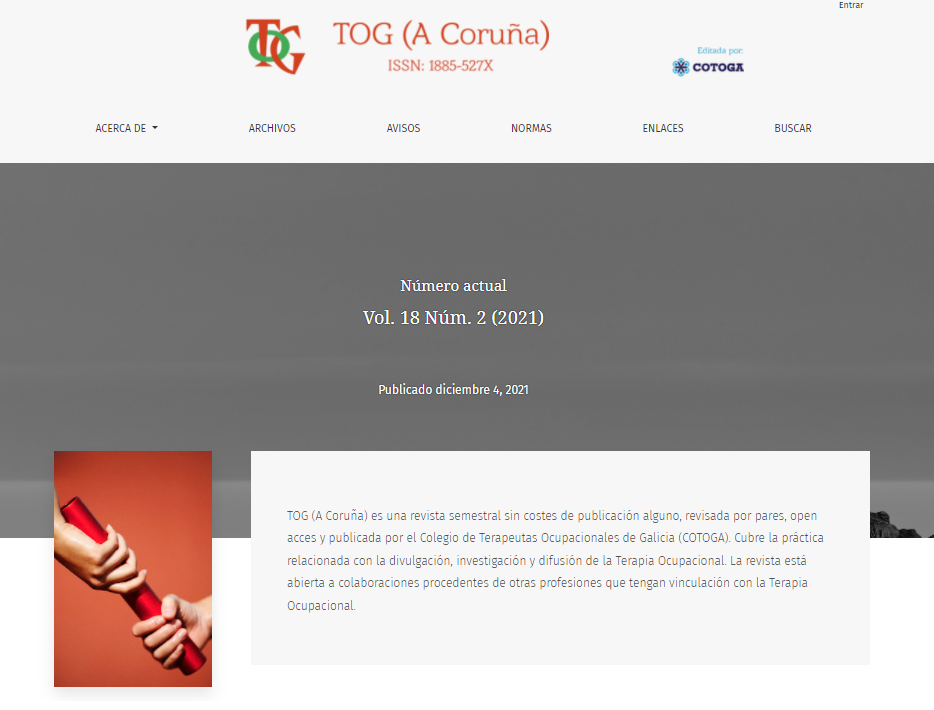 Entrar
TOG
TOG (A Coruña)
ISSN: 1885-527X
Editada por:
COTOGA
ACERCA DE
ARCHIVOS
AVISOS
NORMAS
ENLACES
BUSCAR
Número actual
Vol. 18 Núm. 2 (2021)
Publicado diciembre 4, 2021
TOG (A Coruña) es una revista semestral sin costes de publicación alguno, revisada por pares, open
acces y publicada por el Colegio de Terapeutas Ocupacionales de Galicia (COTOGA). Cubre la práctica
relacionada con la divulgación, investigación y difusión de la Terapia Ocupacional. La revista está
abierta a colaboraciones procedentes de otras profesiones que tengan vinculación con la Terapia
Ocupacional.